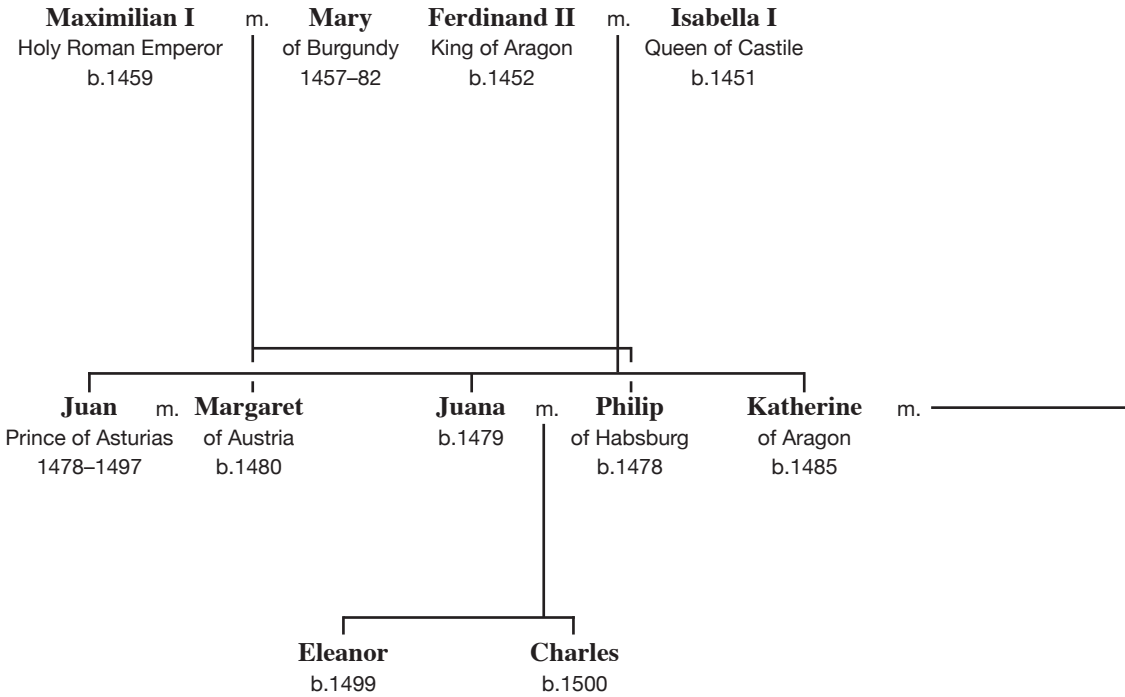 Maximilian I m. Mary Ferdinand II m. Isabella I
Holy Roman Emperor of Burgundy King of Aragon Queen of Castile
b.1459 1457–82 b.1452 b.1451
Juan m. Margaret Juana m. Philip Katherine m.
Prince of Asturias of Austria b.1479 of Habsburg of Aragon
1478–1497 b.1480 b.1478 b.1485
Eleanor Charles
b.1499 b.1500